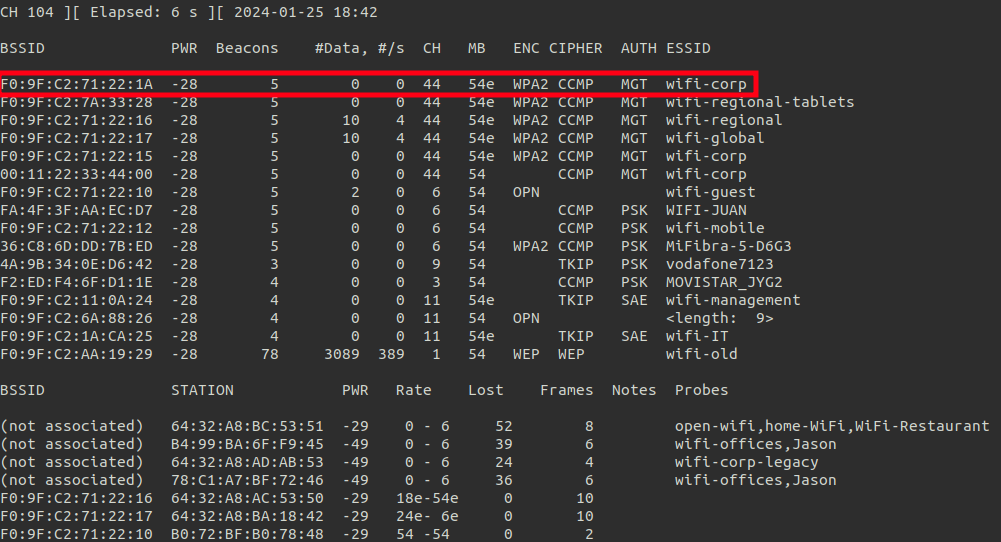 CH 104 ][ Elapsed: 6 s ][ 2024-01-25 18:42
BSSID PWR Beacons #Data, #/s CH MB ENC CIPHER AUTH ESSID
F0:9F:C2:71:22:1A -28 5 0 0 44 54e WPA2 CCMP MGT wifi-corp
F0:9F:C2:7A:33:28 -28 5 0 0 44 54e WPA2 CCMP MGT wifi-regional-tablets
F0:9F:C2:71:22:16 -28 5 10 4 44 54e WPA2 CCMP MGT wifi-regional
F0:9F:C2:71:22:17 -28 5 10 4 44 54e WPA2 CCMP MGT wifi-global
F0:9F:C2:71:22:15 -28 5 0 0 44 54e WPA2 CCMP MGT wifi-corp
00:11:22:33:44:00 -28 5 0 0 44 54 CCMP MGT wifi-corp
F0:9F:C2:71:22:10 -28 5 2 0 6 54 OPN wifi-guest
FA:4F:3F:AA:EC:D7 -28 5 0 0 6 54 CCMP PSK WIFI-JUAN
F0:9F:C2:71:22:12 -28 5 0 0 6 54 CCMP PSK wifi-mobile
36:C8:6D:DD:7B:ED -28 5 0 0 6 54 WPA2 CCMP PSK MiFibra-5-D6G3
4A:9B:34:0E:D6:42 -28 3 0 0 9 54 TKIP PSK vodafone7123
F2:ED:F4:6F:D1:1E -28 4 0 0 3 54 CCMP PSK MOVISTAR_JYG2
F0:9F:C2:11:0A:24 -28 4 0 0 11 54e TKIP SAE wifi-management
F0:9F:C2:6A:88:26 -28 4 0 0 11 54 OPN <length: 9>
F0:9F:C2:1A:CA:25 -28 4 0 0 11 54e TKIP SAE wifi-IT
F0:9F:C2:AA:19:29 -28 78 3089 389 1 54 WEP WEP wifi-old
BSSID STATION PWR Rate Lost Frames Notes Probes
(not associated) 64:32:A8:BC:53:51 -29 0 - 6 52 8 open-wifi,home-WiFi,WiFi-Restaurant
(not associated) B4:99:BA:6F:F9:45 -49 0 - 6 39 6 wifi-offices,Jason
(not associated) 64:32:A8:AD:AB:53 -49 0 - 6 24 4 wifi-corp-legacy
(not associated) 78:C1:A7:BF:72:46 -49 0 - 6 36 6 wifi-offices,Jason
F0:9F:C2:71:22:16 64:32:A8:AC:53:50 -29 18e-54e 0 10
F0:9F:C2:71:22:17 64:32:A8:BA:18:42 -29 24e- 6e 0 10
F0:9F:C2:71:22:10 B0:72:BF:B0:78:48 -29 54 -54 0 2